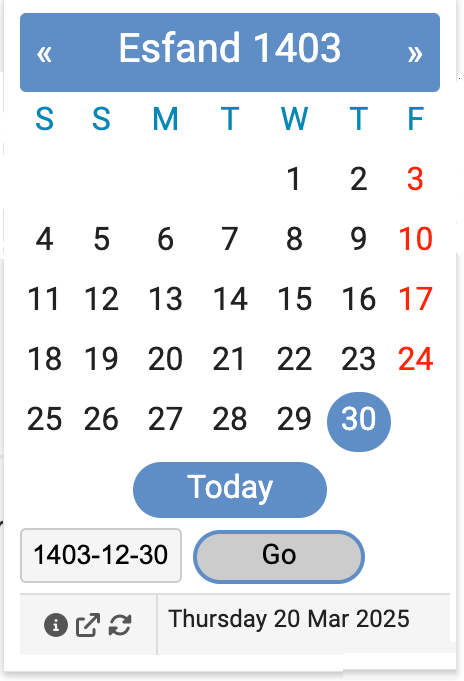 « Esfand 1403 »
S S M T W T F
1 2 3
4 5 6 7 8 9 10
11 12 13 14 15 16 17
18 19 20 21 22 23 24
25 26 27 28 29 30
Today
1403-12-30 Go
Thursday 20 Mar 2025